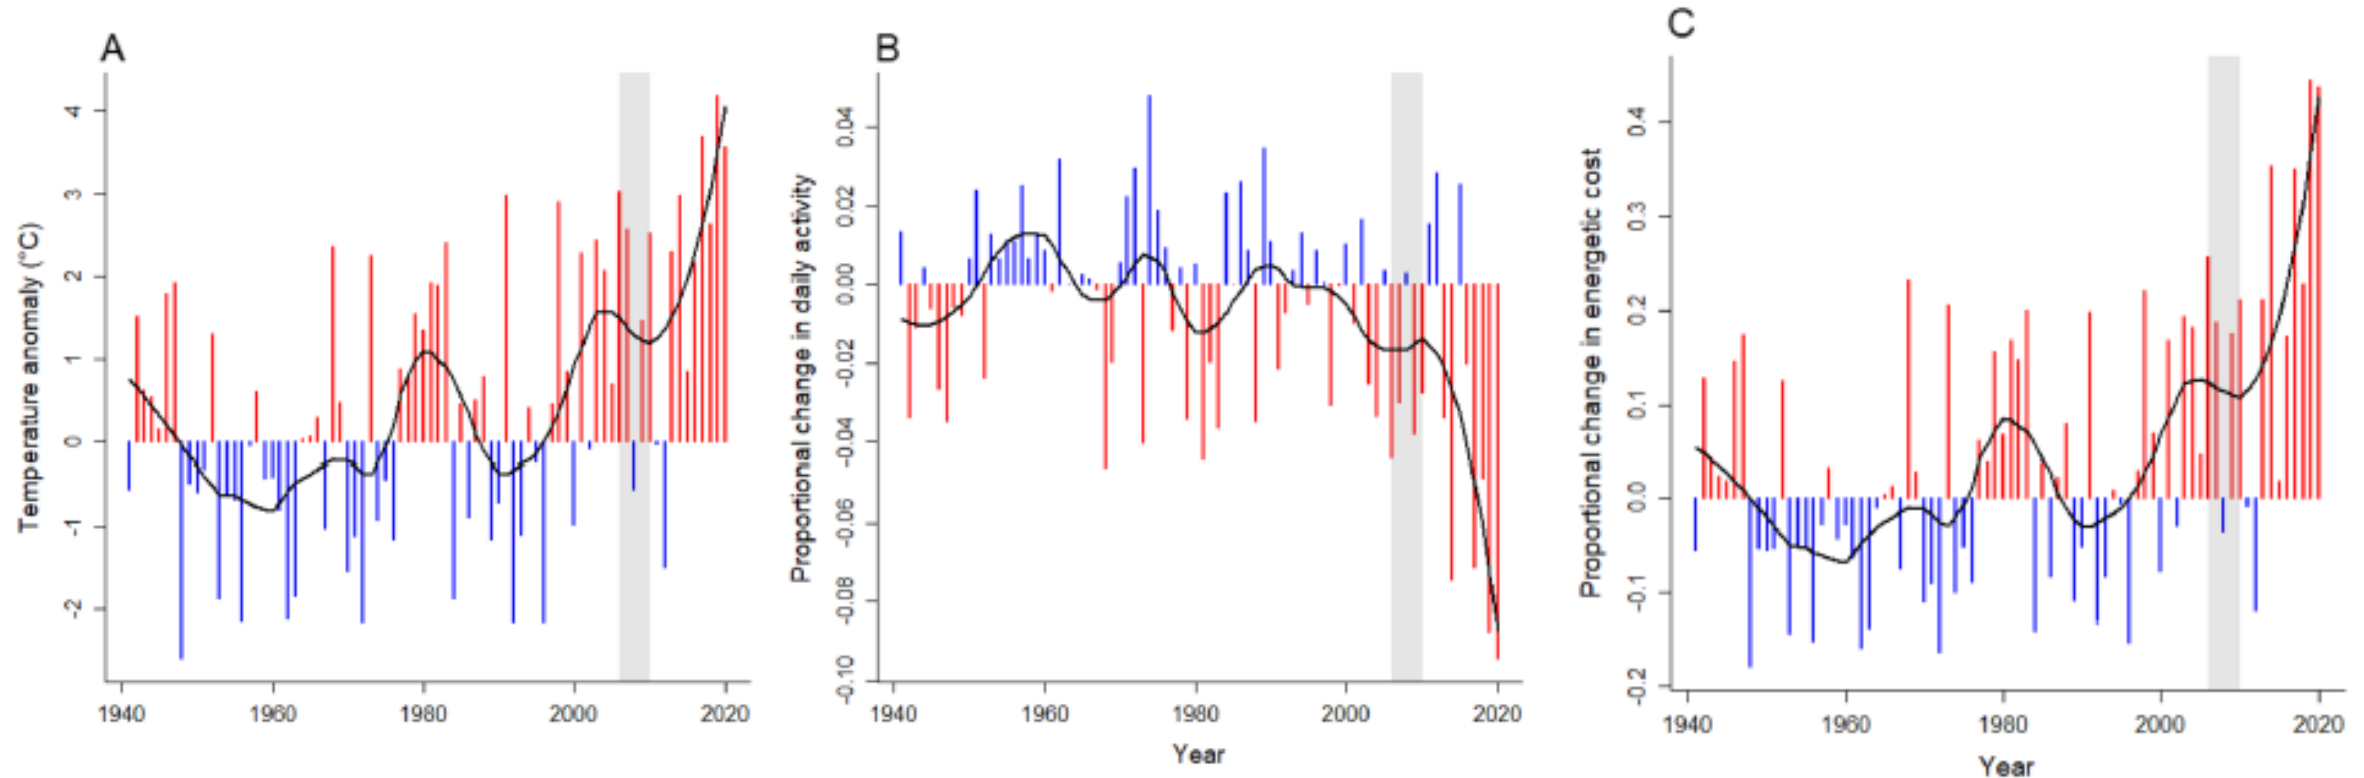 A
Temperature anomaly (°C)
4
3
2
1
0
-1
-2
1940 1960 1980 2000 2020
B
Proportional change in daily activity
0.04
0.02
0.00
-0.02
-0.04
-0.06
-0.08
-0.10
1940 1960 1980 2000 2020
Year
C
Proportional change in energetic cost
0.4
0.3
0.2
0.1
0.0
-0.1
-0.2
1940 1960 1980 2000 2020
Year